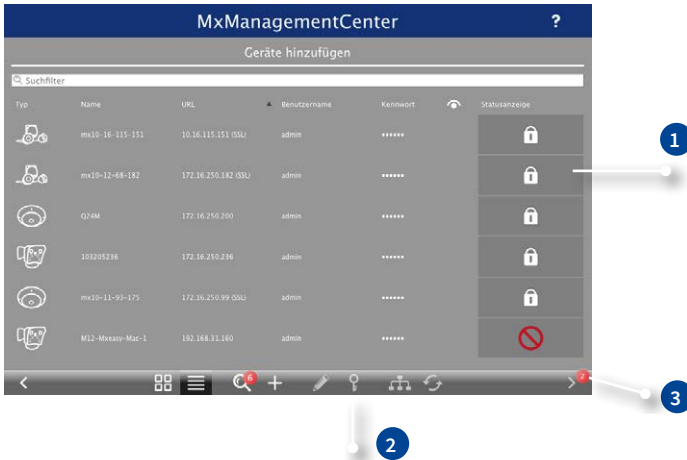 MxManagementCenter ?
Geräte hinzufügen
Suchfilter
Typ Name URL Benutzername Kennwort Statusanzeige
mx10-16-115-151 10.16.115.151 (SSL) admin ••••••
mx10-12-68-182 172.16.250.182 (SSL) admin ••••••
Q24M 172.16.250.200 admin ••••••
103205236 172.16.250.236 admin ••••••
mx10-11-93-175 172.16.250.99 (SSL) admin ••••••
M12-Mxeasy-Mac-1 192.168.31.160 admin ••••••
6
2
1
2
3